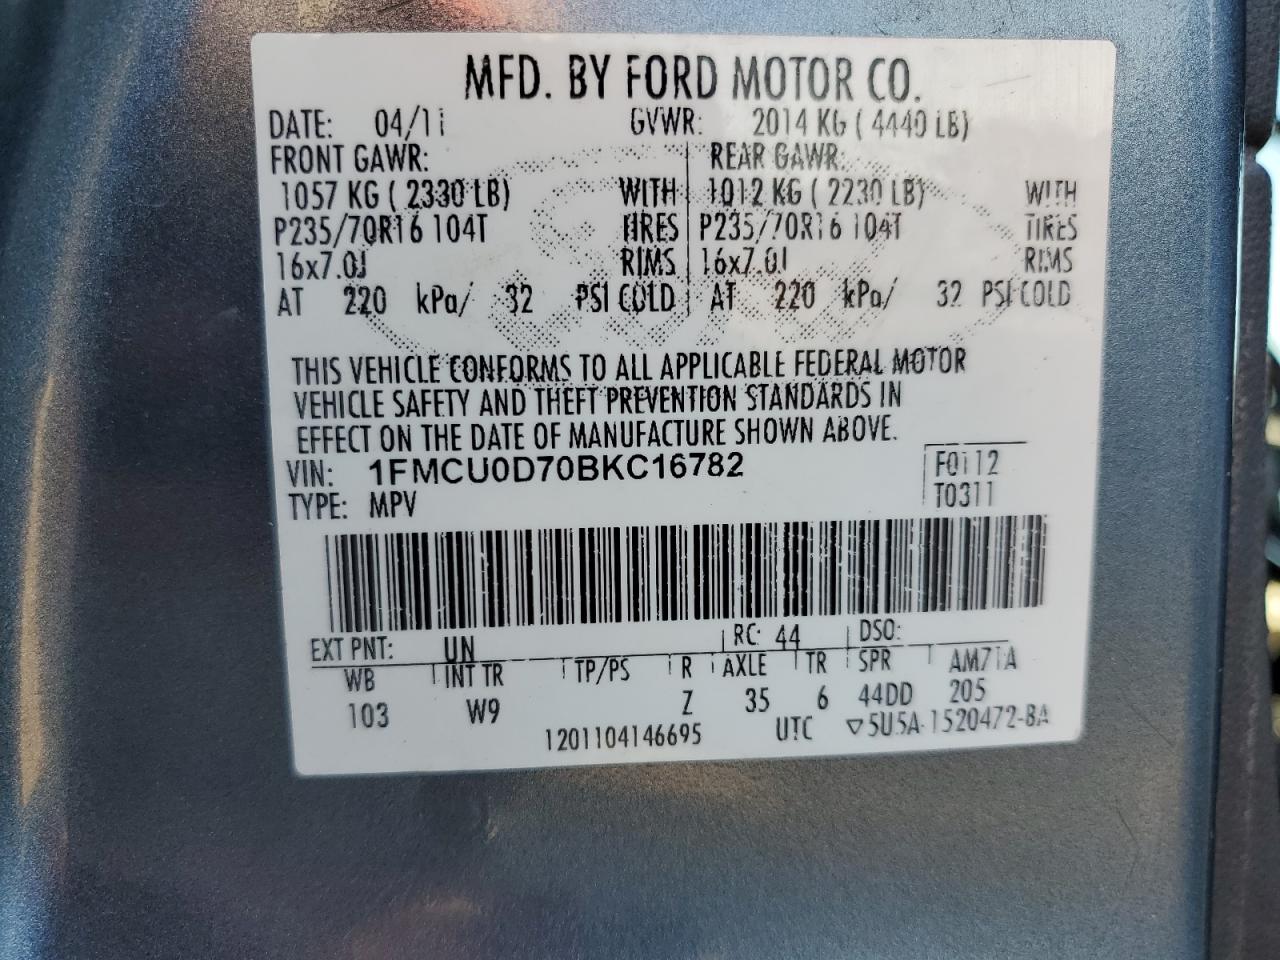 MFD. BY FORD MOTOR CO.
DATE: 04/11 GVWR: 2014 KG ( 4440 LB)
FRONT GAWR: REAR GAWR:
1057 KG ( 2330 LB) WITH 1012 KG ( 2230 LB) WITH
P235/70R16 104T TIRES P235/70R16 104T TIRES
16x7.0J RIMS 16x7.0J RIMS
AT 220 kPa/ 32 PSI COLD AT 220 kPa/ 32 PSI COLD
THIS VEHICLE CONFORMS TO ALL APPLICABLE FEDERAL MOTOR
VEHICLE SAFETY AND THEFT PREVENTION STANDARDS IN
EFFECT ON THE DATE OF MANUFACTURE SHOWN ABOVE.
VIN: 1FMCU0D70BKC16782 F0112
TYPE: MPV T0311
EXT PNT: UN RC: 44 DSO:
WB INT TR TP/PS R AXLE TR SPR AM71A
103 W9 Z 35 6 44DD 205
1201104146695 UTC ▽5U5A-1520472-BA